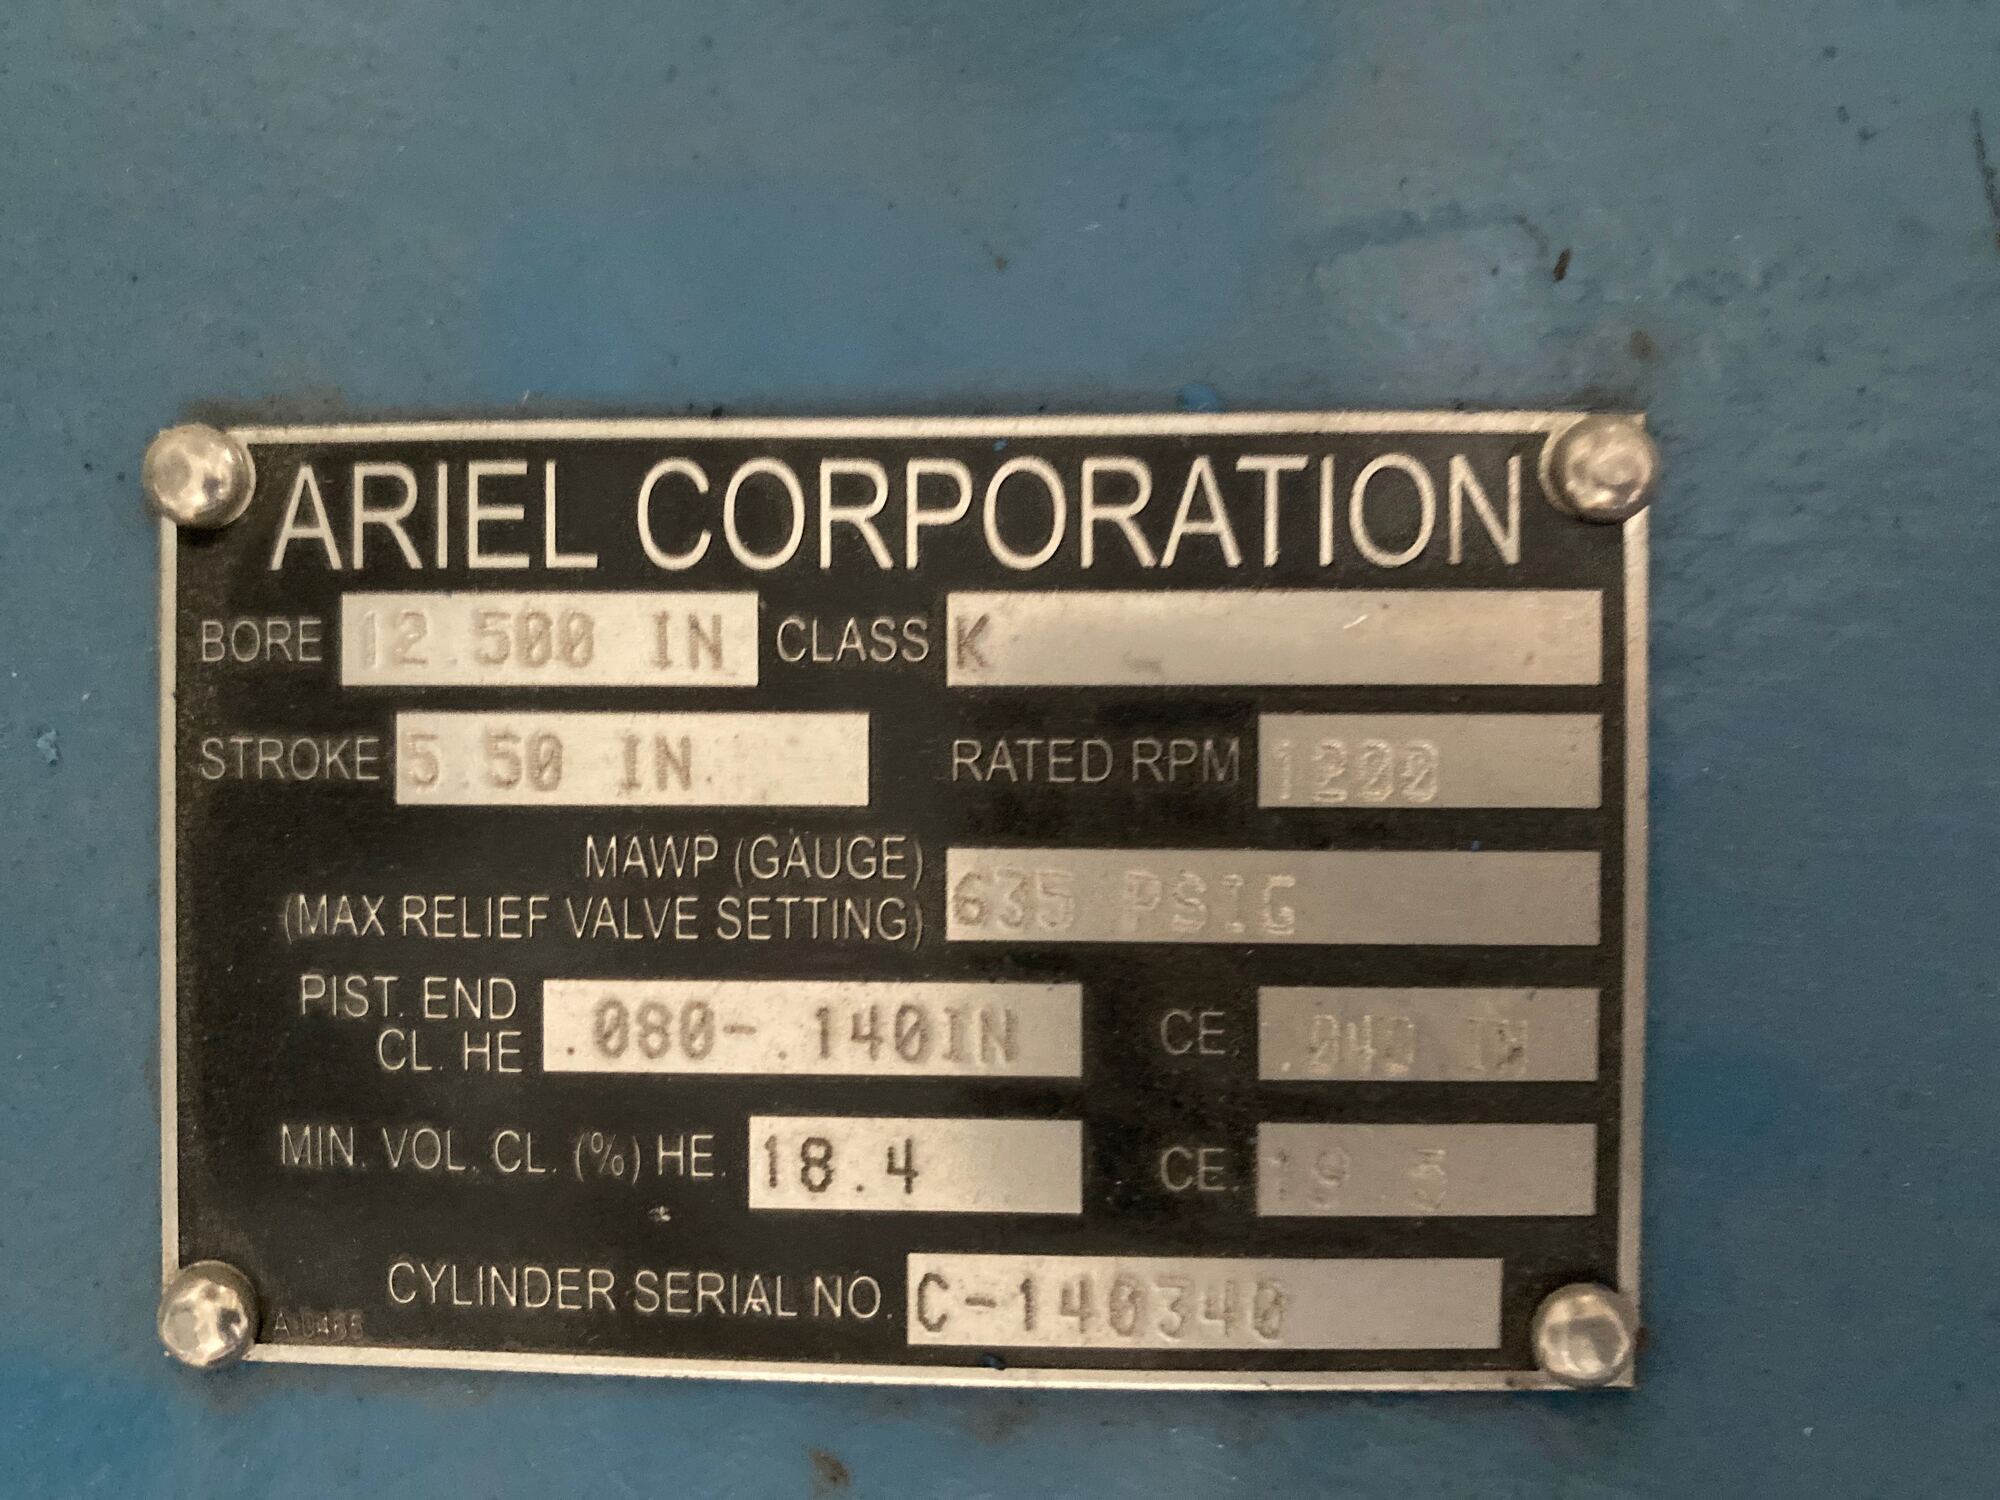 ARIEL CORPORATION
BORE 12.500 IN CLASS K
STROKE 5.50 IN RATED RPM 1200
MAWP (GAUGE)
(MAX RELIEF VALVE SETTING) 635 PSIG
PIST. END
CL. HE .080-.140IN CE. .040 IN
MIN. VOL. CL. (%) HE. 18.4 CE.
CYLINDER SERIAL NO. C-140340